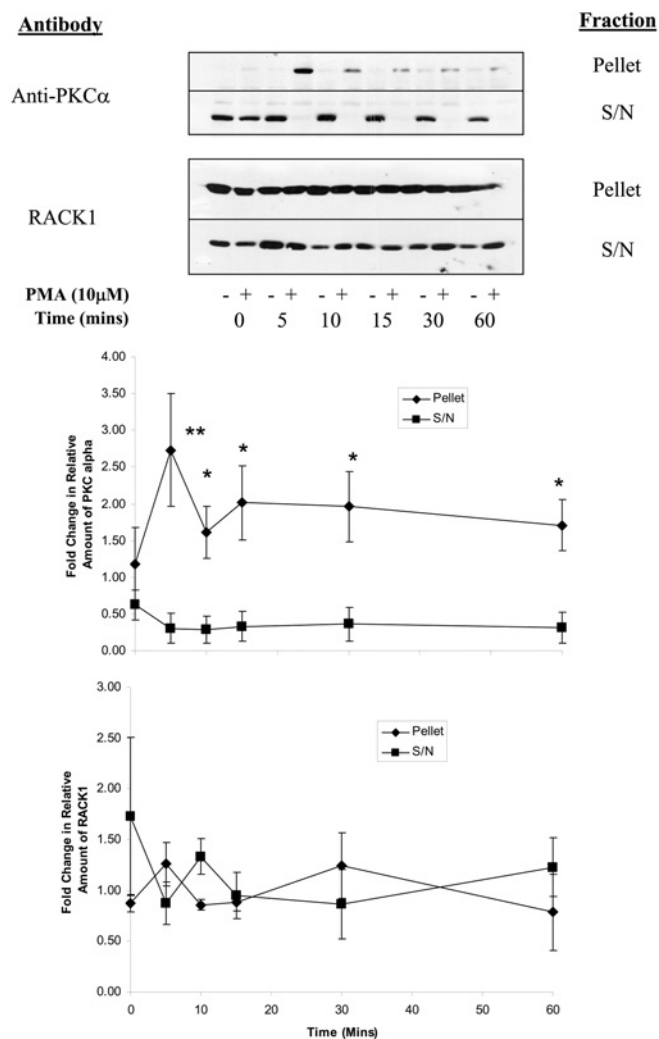 Antibody Fraction
Anti-PKCα Pellet
S/N
RACK1 Pellet
S/N
PMA (10μM) - + - + - + - + - + - +
Time (mins) 0 5 10 15 30 60
4.00
3.50
3.00
2.50
2.00
1.50
1.00
0.50
0.00
Fold Change in Relative
Amount of PKC alpha
Pellet
S/N
**
*
*
*
*
3.00
2.50
2.00
1.50
1.00
0.50
0.00
Fold Change in Relative
Amount of RACK1
Pellet
S/N
0 10 20 30 40 50 60
Time (Mins)